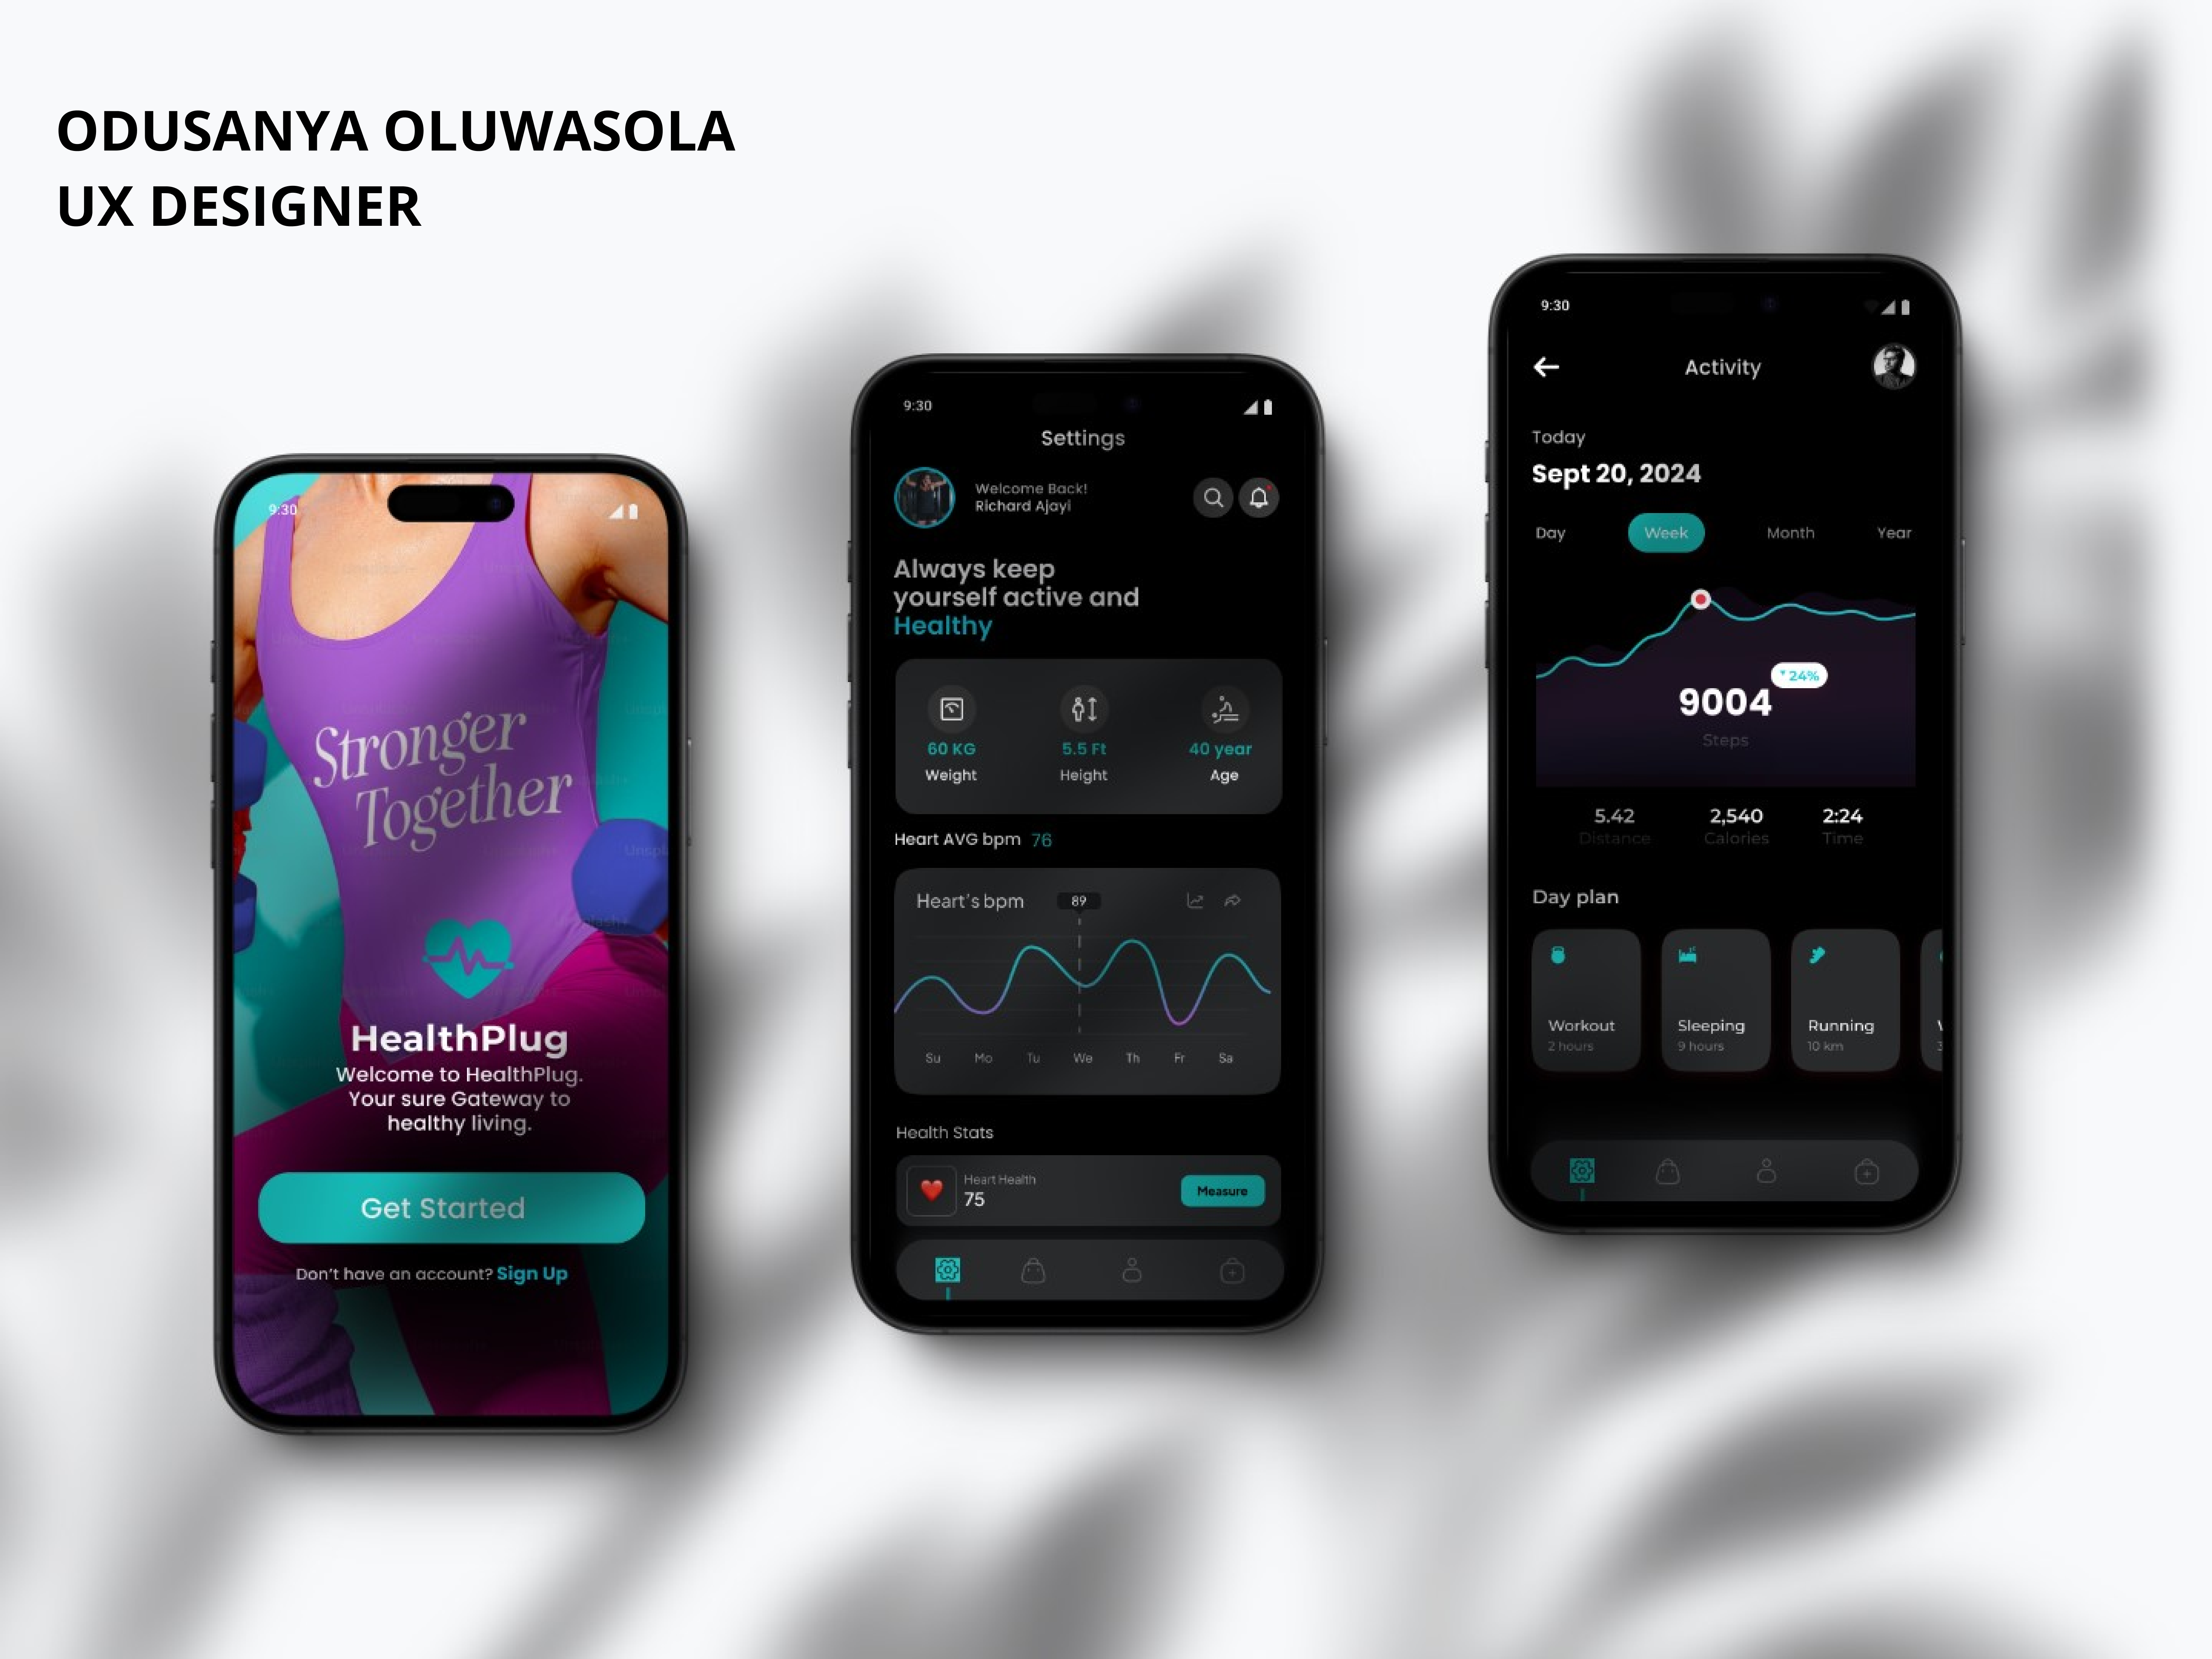 ODUSANYA OLUWASOLA
UX DESIGNER
9:30
Stronger
Together
HealthPlug
Welcome to HealthPlug.
Your sure Gateway to
healthy living.
Get Started
Don't have an account? Sign Up
9:30
Settings
Welcome Back!
Richard Ajayi
Always keep
yourself active and
Healthy
60 KG 5.5 Ft 40 year
Weight Height Age
Heart AVG bpm 76
Heart's bpm 89
Su Mo Tu We Th Fr Sa
Health Stats
Heart Health
75
Measure
9:30
Activity
Today
Sept 20, 2024
Day Week Month Year
24%
9004
Steps
5.42 2,540 2:24
Distance Calories Time
Day plan
Workout Sleeping Running
2 hours 9 hours 10 km